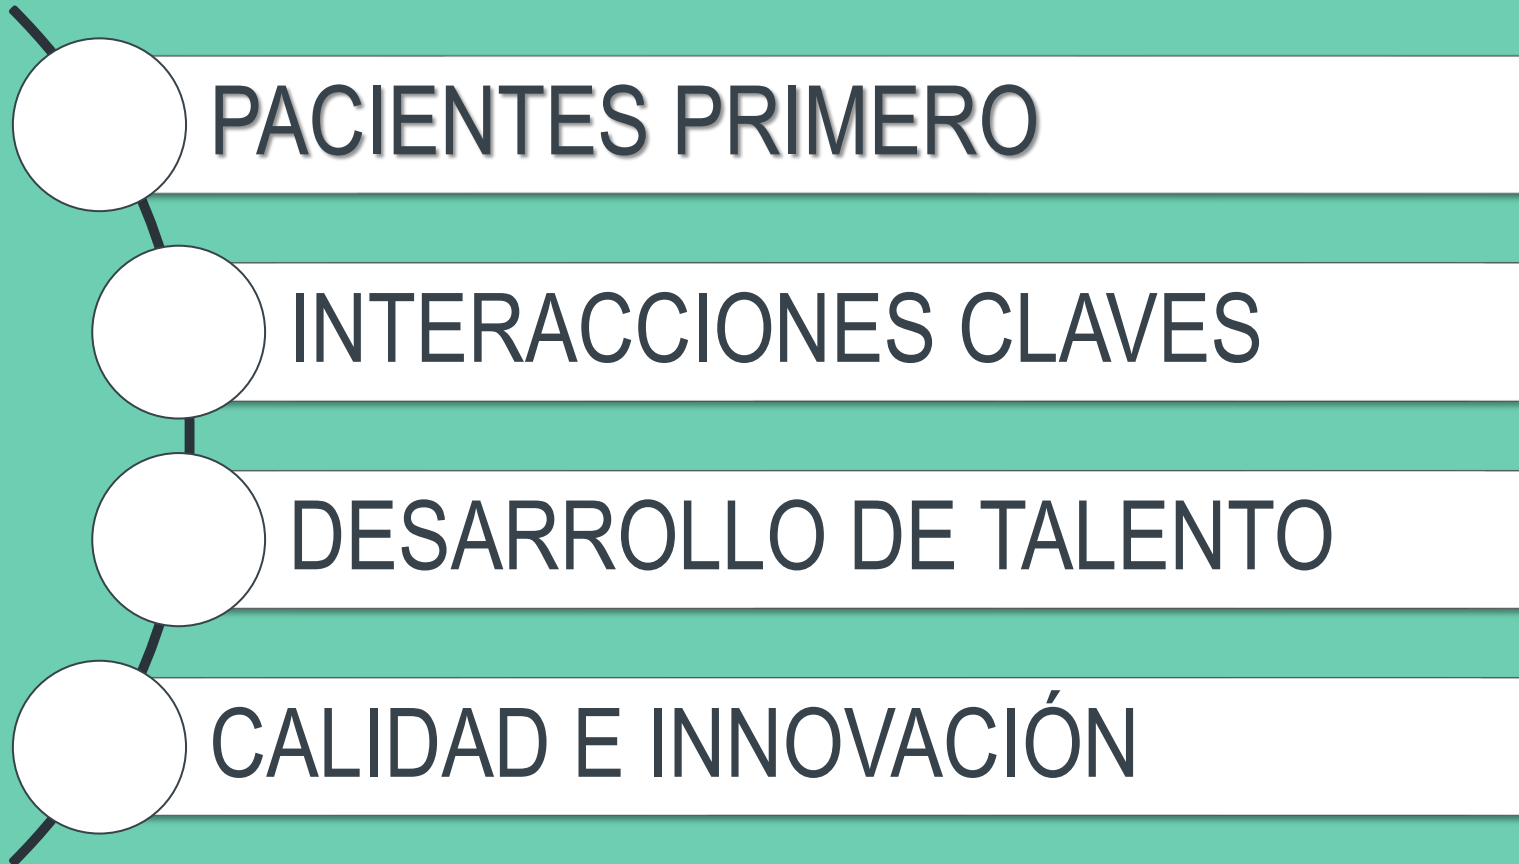 PACIENTES PRIMERO
INTERACCIONES CLAVES
DESARROLLO DE TALENTO
CALIDAD E INNOVACIÓN